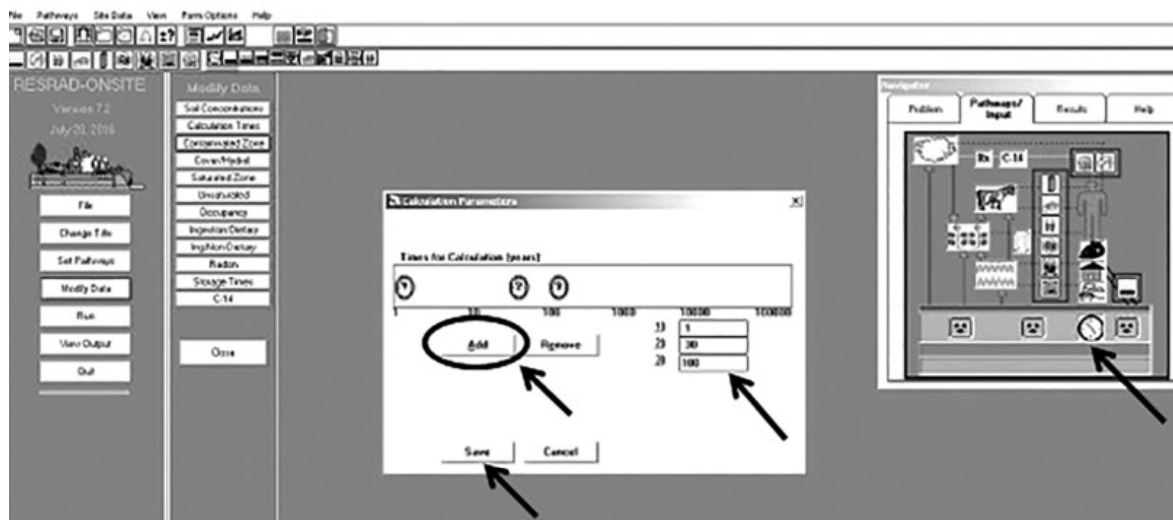 File Pathways Site Data View Form Options Help
RESRAD-ONSITE
Version 7.2
July 20, 2016
File
Change Title
Set Pathways
Modify Data
Run
View Output
Quit
Modify Data
Soil Concentrations
Calculation Times
Contaminated Zone
Cover/Hydrol
Saturated Zone
Unsaturated
Occupancy
Ingestion Dietary
Ing/Non-Dietary
Radon
Storage Times
C-14
Close
Calculation Parameters
X
Times for Calculation (years)
? ? ?
1 10 100 1000 10000 100000
Add Remove
1) 1
2) 30
3) 100
Save Cancel
Navigator
Problem Pathways/ Input Results Help
Rn C-14